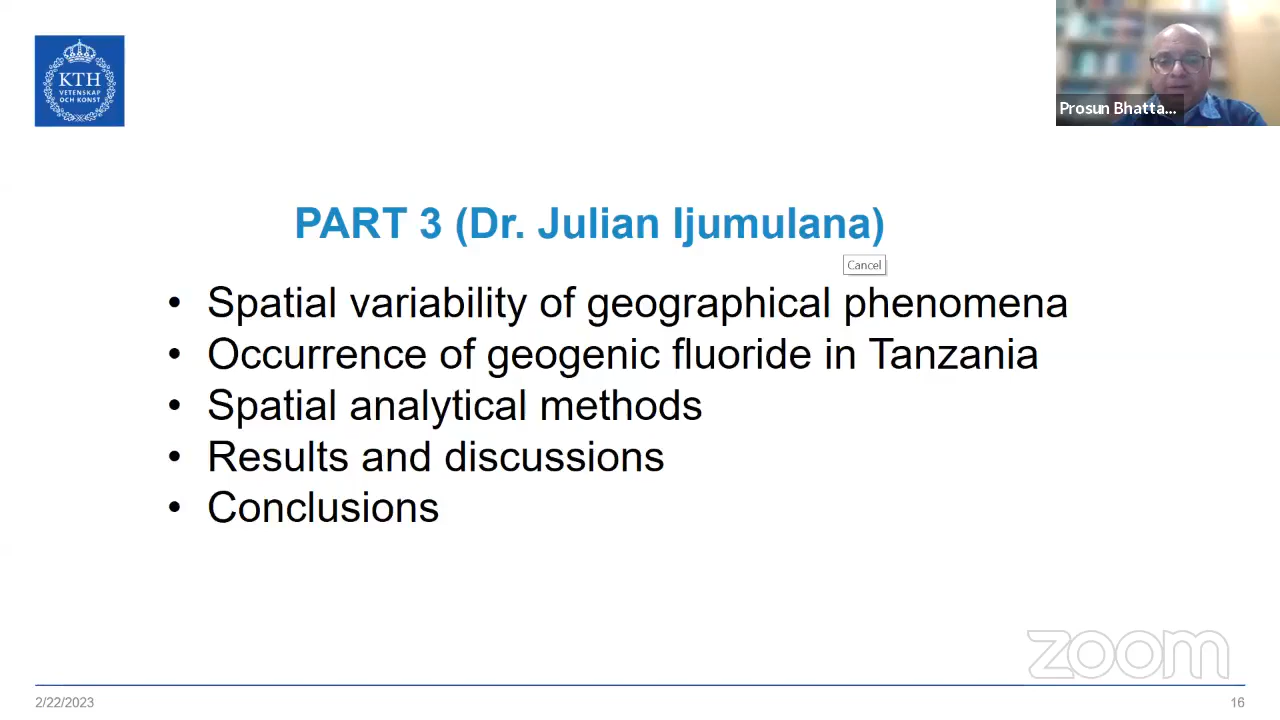 KTH
VETENSKAP
OCH KONST
Prosun Bhatta...
PART 3 (Dr. Julian Ijumulana)
Cancel
• Spatial variability of geographical phenomena
• Occurrence of geogenic fluoride in Tanzania
• Spatial analytical methods
• Results and discussions
• Conclusions
zoom
2/22/2023
16